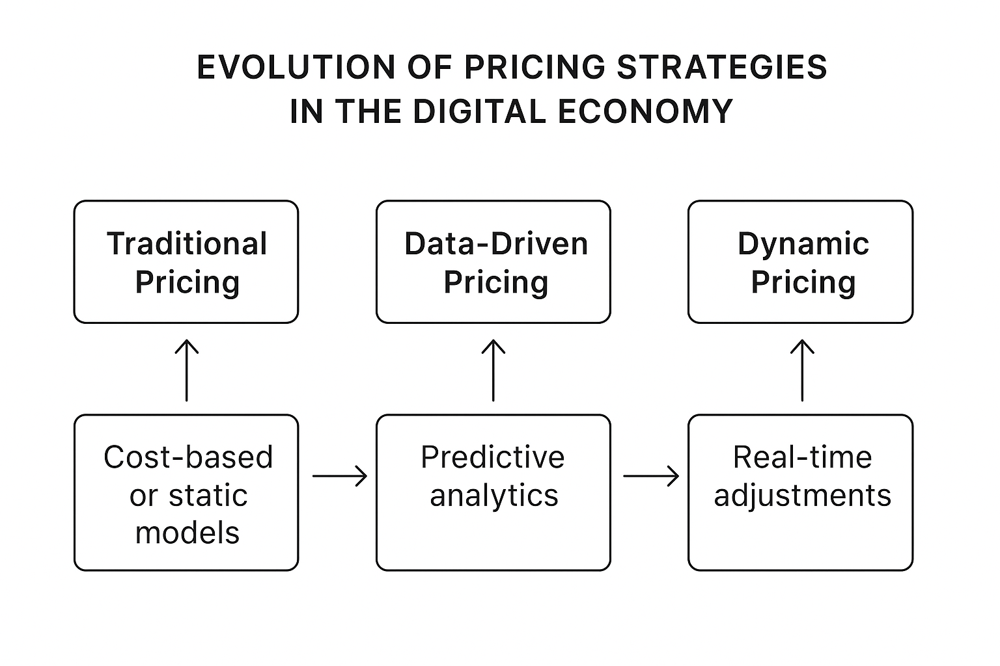 EVOLUTION OF PRICING STRATEGIES
IN THE DIGITAL ECONOMY
Traditional
Pricing
Data-Driven
Pricing
Dynamic
Pricing
Cost-based
or static
models
Predictive
analytics
Real-time
adjustments